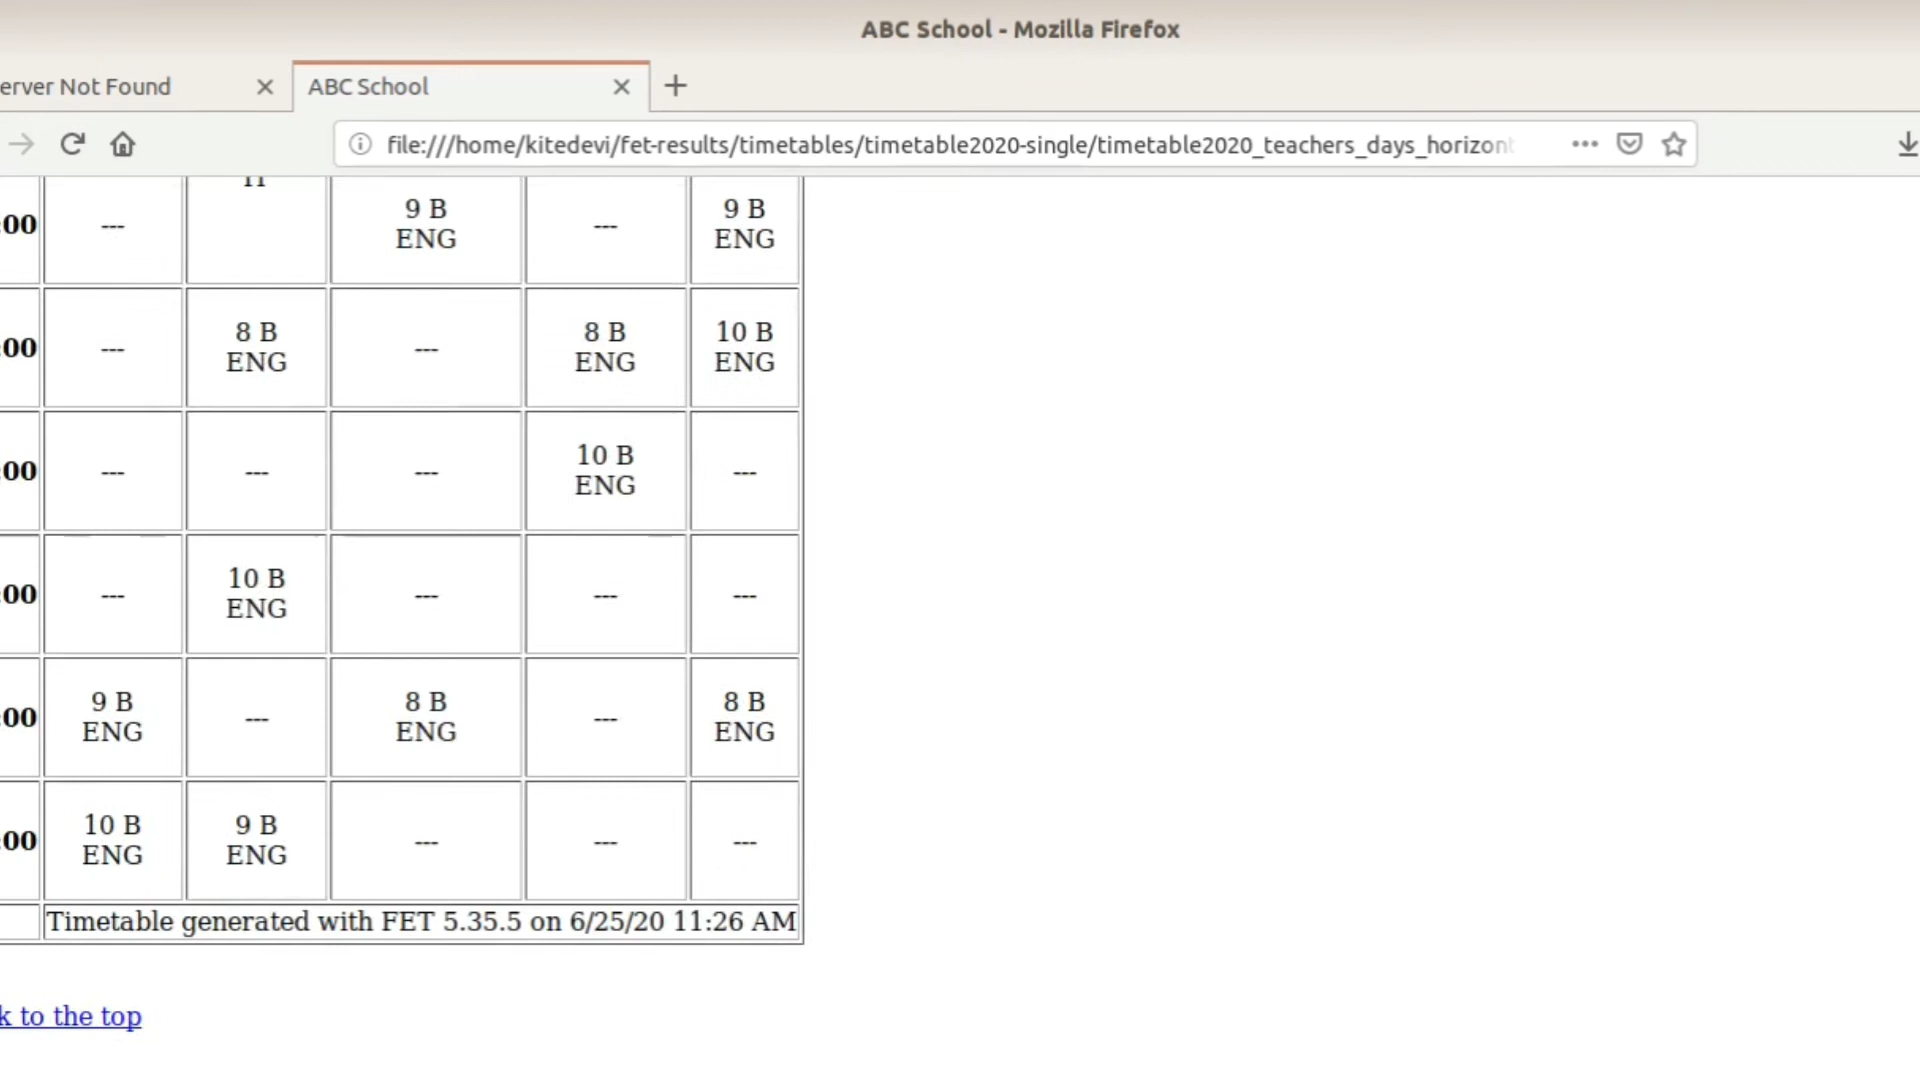 ABC School - Mozilla Firefox
erver Not Found
ABC School
file:///home/kitedevi/fet-results/timetables/timetable2020-single/timetable2020_teachers_days_horizont
:00 --- 9 B ENG --- 9 B ENG
:00 --- 8 B ENG --- 8 B ENG 10 B ENG
:00 --- --- --- 10 B ENG ---
:00 --- 10 B ENG --- --- ---
:00 9 B ENG --- 8 B ENG --- 8 B ENG
:00 10 B ENG 9 B ENG --- --- ---
Timetable generated with FET 5.35.5 on 6/25/20 11:26 AM
k to the top